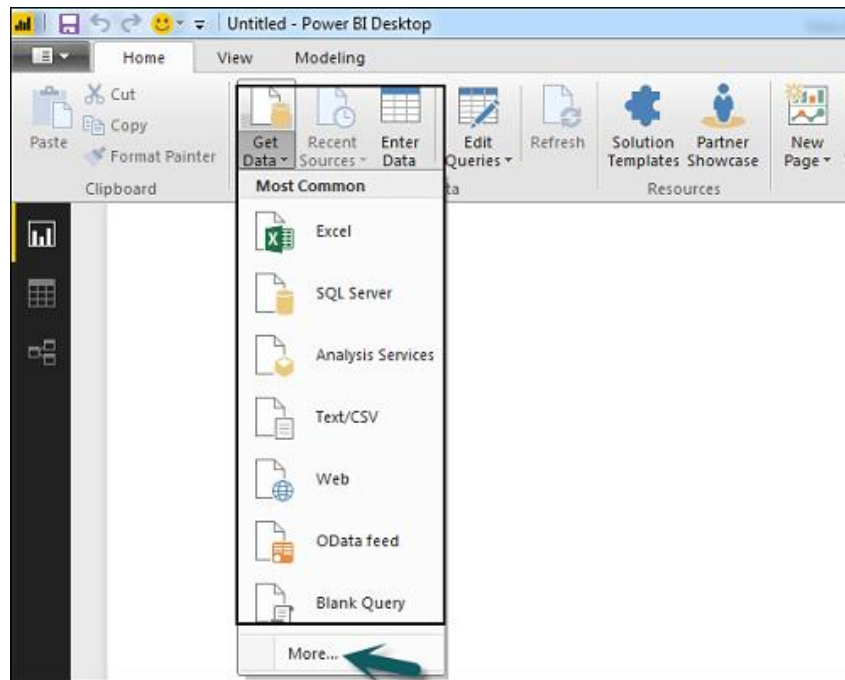 Untitled - Power BI Desktop
Home View Modeling
Paste
Cut
Copy
Format Painter
Clipboard
Get Data
Recent Sources
Enter Data
Edit Queries
Refresh
Solution Templates
Partner Showcase
New Page
ta
Resources
Most Common
Excel
SQL Server
Analysis Services
Text/CSV
Web
OData feed
Blank Query
More...